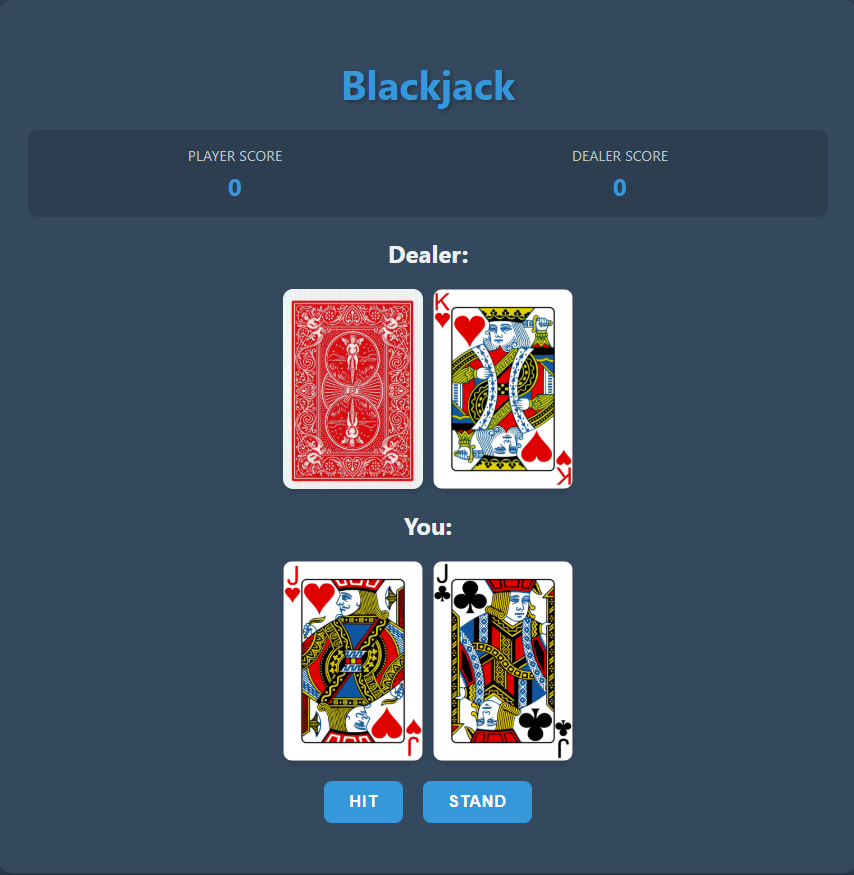 Blackjack
PLAYER SCORE
DEALER SCORE
0
0
Dealer:
K
K
You:
J
J
J
J
HIT
STAND